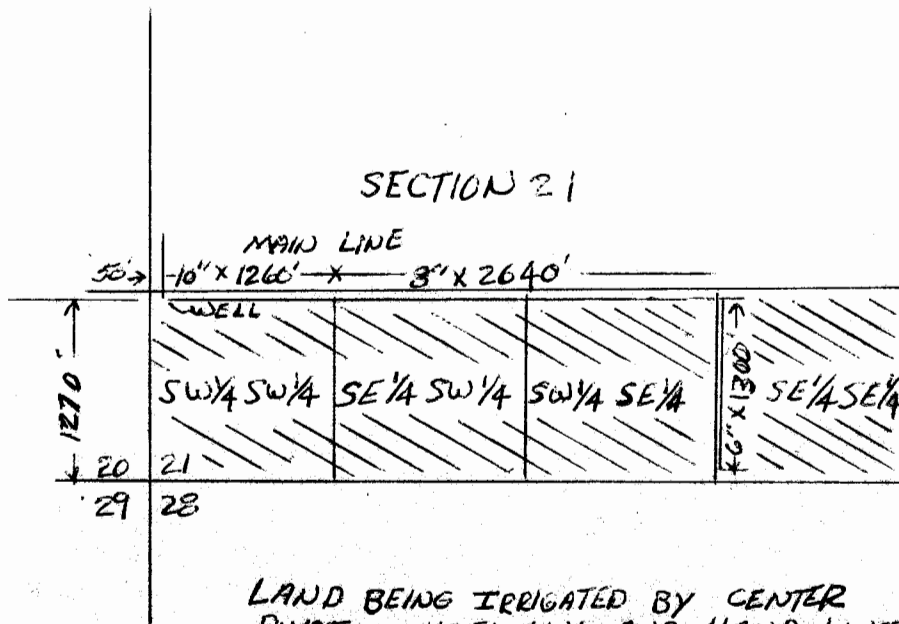 SECTION 21
MAIN LINE
50' 10" X 1260' X 8" X 2640'
WELL
1270'
SW1/4 SW1/4 SE1/4 SW1/4 SW1/4 SE1/4 6" X 1300' SE1/4 SE1/4
20 21
29 28
LAND BEING IRRIGATED BY CENTER